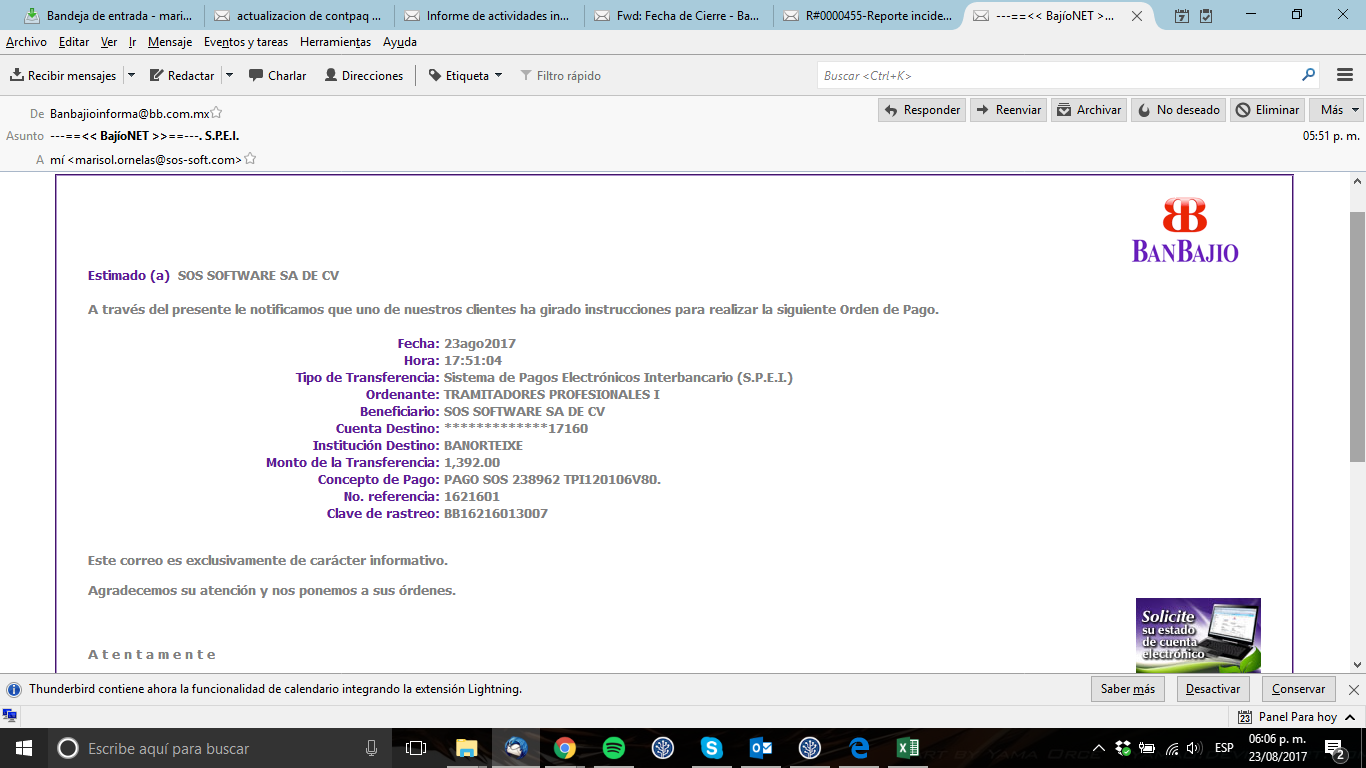 Bandeja de entrada - mari...
actualizacion de contpaq ...
Informe de actividades in...
Fwd: Fecha de Cierre - Ba...
R#0000455-Reporte incide...
---==<< BajíoNET >...
Archivo Editar Ver Ir Mensaje Eventos y tareas Herramientas Ayuda
Recibir mensajes Redactar Charlar Direcciones Etiqueta Filtro rápido
Buscar <Ctrl+K>
De Banbajioinforma@bb.com.mx
Responder Reenviar Archivar No deseado Eliminar Más
Asunto ---==<< BajíoNET >>==---. S.P.E.I.
05:51 p. m.
A mí <marisol.ornelas@sos-soft.com>
BB
BANBAJIO
Estimado (a) SOS SOFTWARE SA DE CV
A través del presente le notificamos que uno de nuestros clientes ha girado instrucciones para realizar la siguiente Orden de Pago.
Fecha: 23ago2017
Hora: 17:51:04
Tipo de Transferencia: Sistema de Pagos Electrónicos Interbancario (S.P.E.I.)
Ordenante: TRAMITADORES PROFESIONALES I
Beneficiario: SOS SOFTWARE SA DE CV
Cuenta Destino: *************17160
Institución Destino: BANORTEIXE
Monto de la Transferencia: 1,392.00
Concepto de Pago: PAGO SOS 238962 TPI120106V80.
No. referencia: 1621601
Clave de rastreo: BB16216013007
Este correo es exclusivamente de carácter informativo.
Agradecemos su atención y nos ponemos a sus órdenes.
A t e n t a m e n t e
Solicite
su estado
de cuenta
electrónico
Thunderbird contiene ahora la funcionalidad de calendario integrando la extensión Lightning.
Saber más Desactivar Conservar
23 Panel Para hoy
Escribe aquí para buscar
ESP
06:06 p. m.
23/08/2017
2